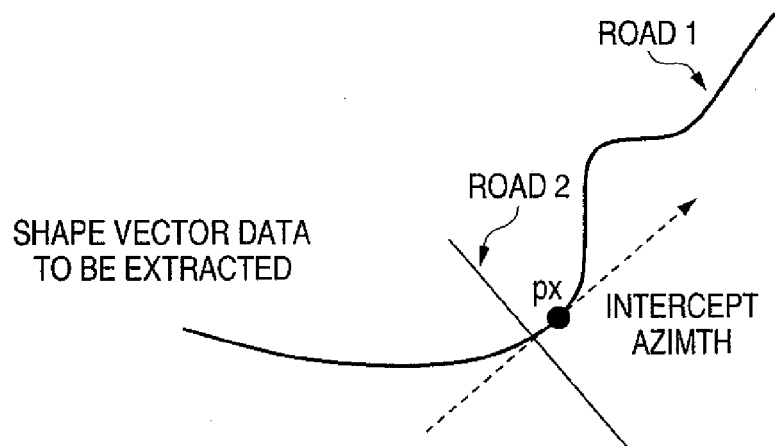 ROAD 1
ROAD 2
SHAPE VECTOR DATA
TO BE EXTRACTED
px
INTERCEPT
AZIMTH